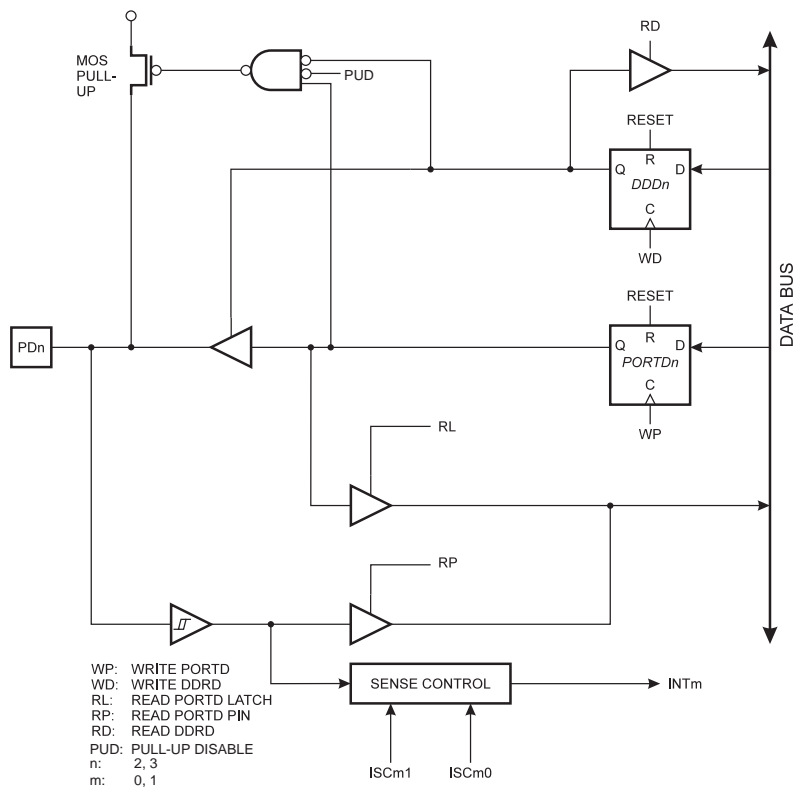 RD
MOS
PULL-
UP
PUD
RESET
R
Q
D
DDDn
C
WD
DATA BUS
RESET
R
Q
D
PDn
PORTDn
C
WP
RL
RP
WP: WRITE PORTD
WD: WRITE DDRD
RL: READ PORTD LATCH
RP: READ PORTD PIN
RD: READ DDRD
PUD: PULL-UP DISABLE
n: 2, 3
m: 0, 1
SENSE CONTROL
INTm
ISCm1
ISCm0